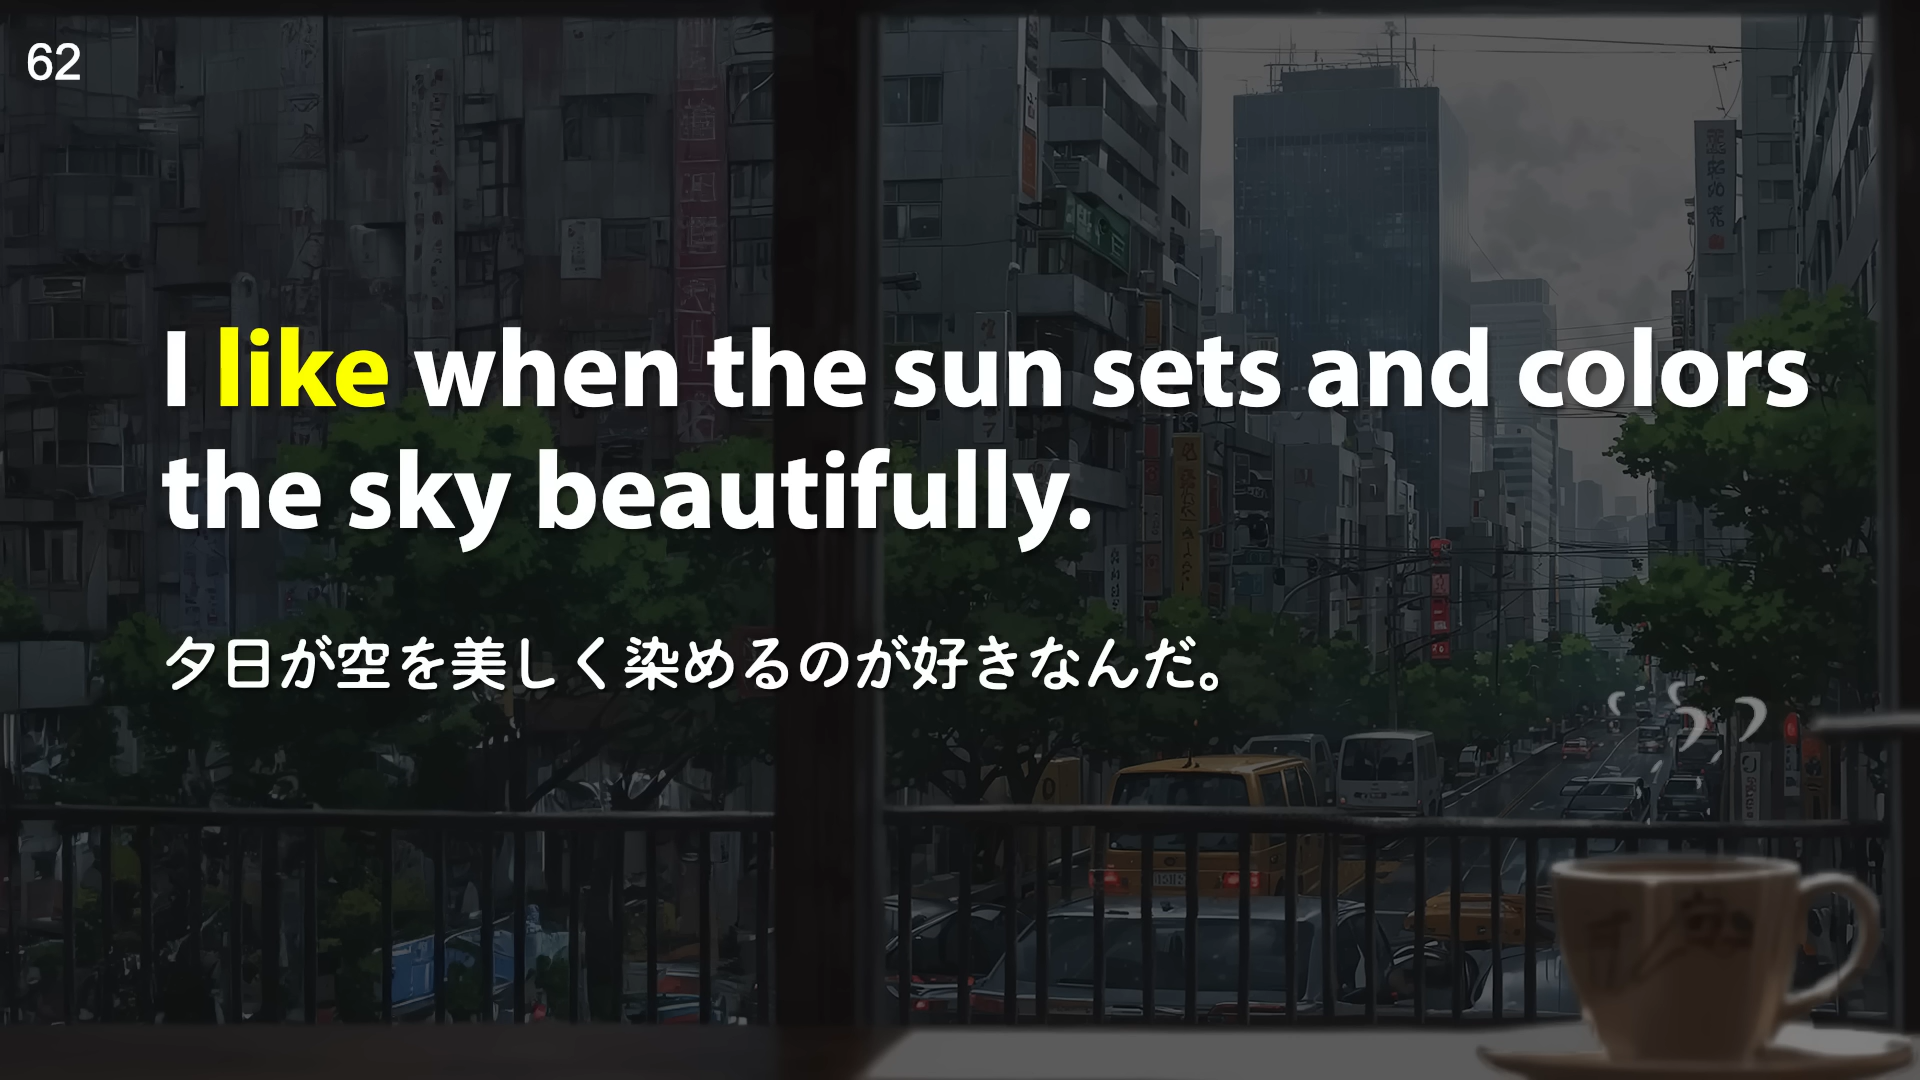 62
I like when the sun sets and colors
the sky beautifully.
夕日が空を美しく染めるのが好きなんだ。